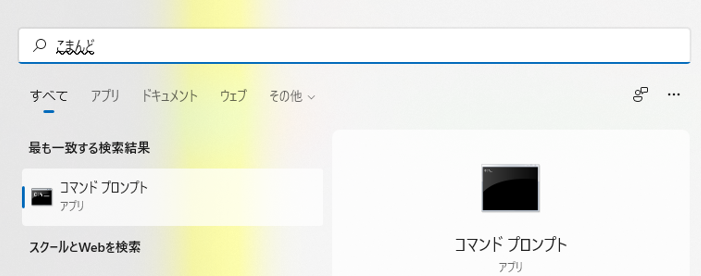 こまんど
すべて アプリ ドキュメント ウェブ その他
最も一致する検索結果
コマンド プロンプト
アプリ
スクールとWebを検索
コマンド プロンプト
アプリ